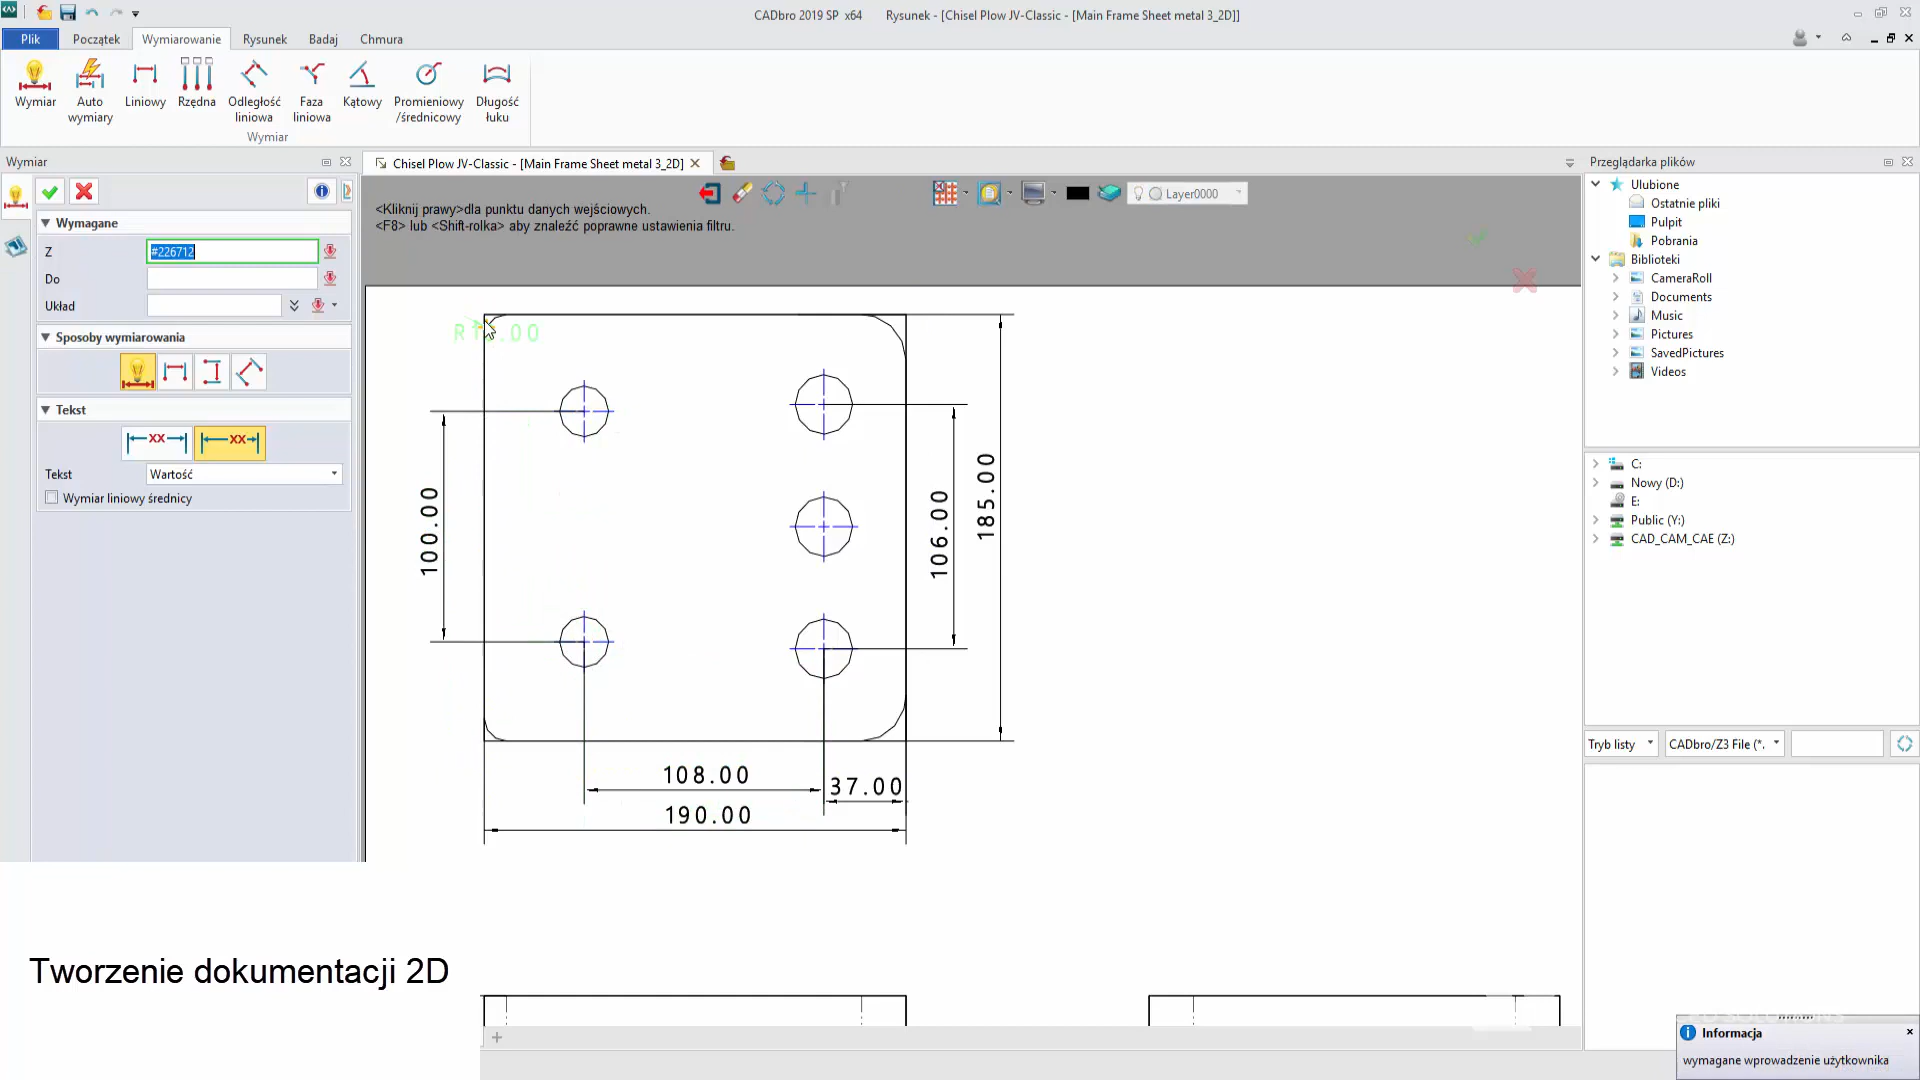 CADbro 2019 SP x64 Rysunek - [Chisel Plow JV-Classic - [Main Frame Sheet metal 3_2D]]
Plik Początek Wymiarowanie Rysunek Badaj Chmura
Wymiar
Auto wymiary
Liniowy
Rzędna
Odległość liniowa
Faza liniowa
Kątowy
Promieniowy /średnicowy
Długość łuku
Wymiar
Wymiar
Wymagane
Z #226712
Do
Układ
Sposoby wymiarowania
Tekst
XX XX
Tekst Wartość
Wymiar liniowy średnicy
Chisel Plow JV-Classic - [Main Frame Sheet metal 3_2D]
<Kliknij prawy>dla punktu danych wejściowych.
<F8> lub <Shift-rolka> aby znaleźć poprawne ustawienia filtru.
Layer0000
100.00
106.00
185.00
108.00
37.00
190.00
Przeglądarka plików
Ulubione
Ostatnie pliki
Pulpit
Pobrania
Biblioteki
CameraRoll
Documents
Music
Pictures
SavedPictures
Videos
C:
Nowy (D:)
E:
Public (Y:)
CAD_CAM_CAE (Z:)
Tryb listy CADbro/Z3 File (*.
Tworzenie dokumentacji 2D
Informacja
wymagane wprowadzenie użytkownika